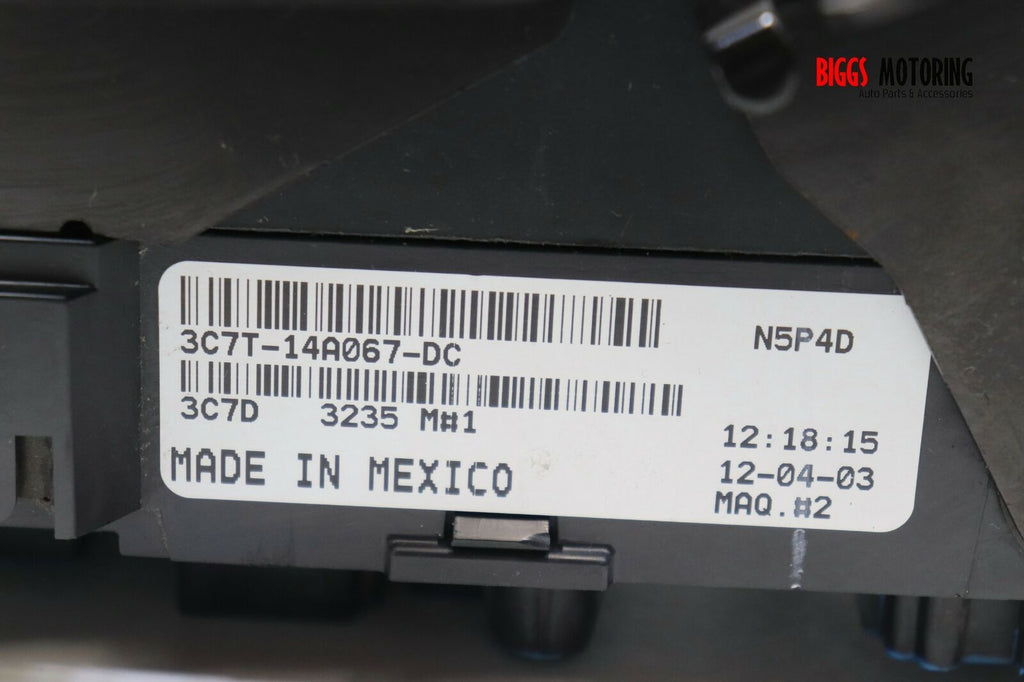 BIGGS MOTORING
Auto Parts & Accessories
3C7T-14A067-DC
N5P4D
3C7D 3235 M#1
12:18:15
MADE IN MEXICO
12-04-03
MAQ.#2